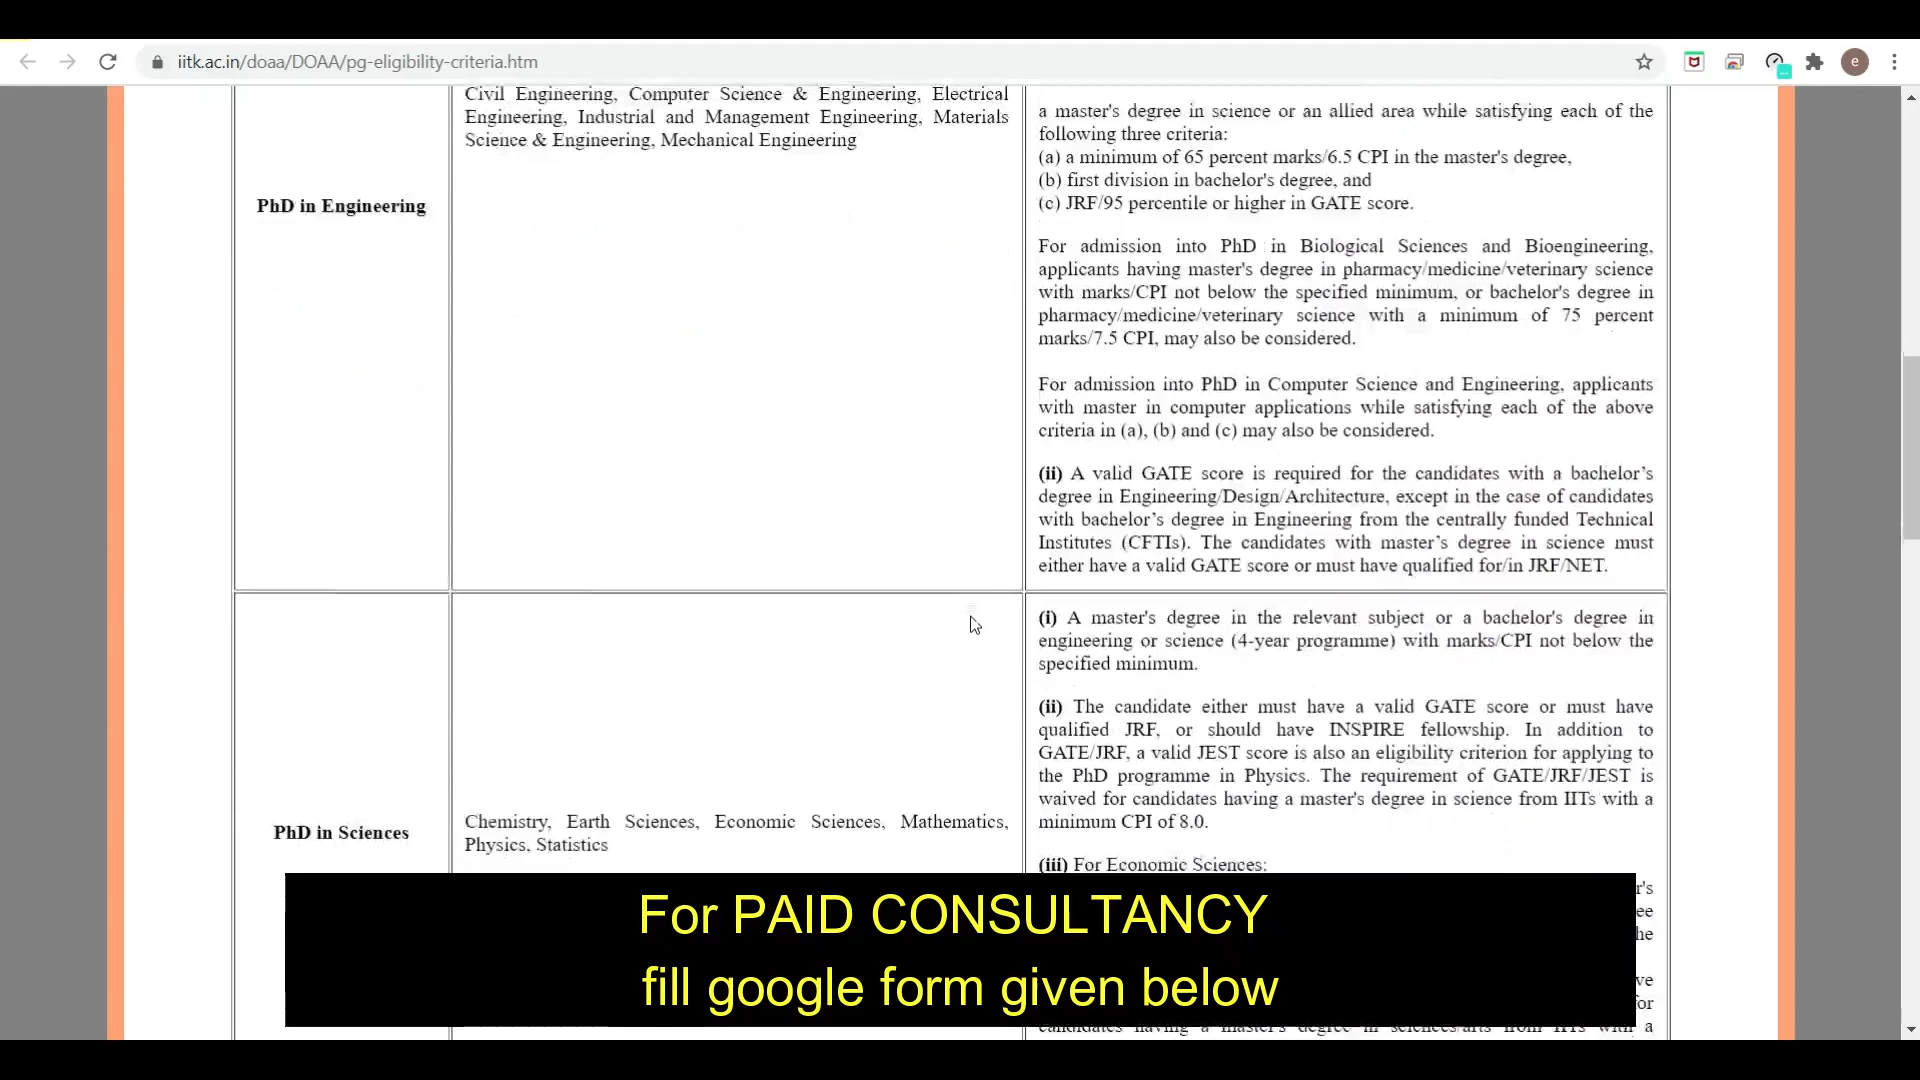 iitk.ac.in/doaa/DOAA/pg-eligibility-criteria.htm
e
Civil Engineering, Computer Science & Engineering, Electrical
Engineering, Industrial and Management Engineering, Materials
Science & Engineering, Mechanical Engineering
PhD in Engineering
a master's degree in science or an allied area while satisfying each of the
following three criteria:
(a) a minimum of 65 percent marks/6.5 CPI in the master's degree,
(b) first division in bachelor's degree, and
(c) JRF/95 percentile or higher in GATE score.
For admission into PhD in Biological Sciences and Bioengineering,
applicants having master's degree in pharmacy/medicine/veterinary science
with marks/CPI not below the specified minimum, or bachelor's degree in
pharmacy/medicine/veterinary science with a minimum of 75 percent
marks/7.5 CPI, may also be considered.
For admission into PhD in Computer Science and Engineering, applicants
with master in computer applications while satisfying each of the above
criteria in (a), (b) and (c) may also be considered.
(ii) A valid GATE score is required for the candidates with a bachelor’s
degree in Engineering/Design/Architecture, except in the case of candidates
with bachelor’s degree in Engineering from the centrally funded Technical
Institutes (CFTIs). The candidates with master’s degree in science must
either have a valid GATE score or must have qualified for/in JRF/NET.
PhD in Sciences
Chemistry, Earth Sciences, Economic Sciences, Mathematics,
Physics, Statistics
(i) A master's degree in the relevant subject or a bachelor's degree in
engineering or science (4-year programme) with marks/CPI not below the
specified minimum.
(ii) The candidate either must have a valid GATE score or must have
qualified JRF, or should have INSPIRE fellowship. In addition to
GATE/JRF, a valid JEST score is also an eligibility criterion for applying to
the PhD programme in Physics. The requirement of GATE/JRF/JEST is
waived for candidates having a master's degree in science from IITs with a
minimum CPI of 8.0.
(iii) For Economic Sciences:
candidates having a master's degree in sciences/arts from IITs with a
For PAID CONSULTANCY
fill google form given below